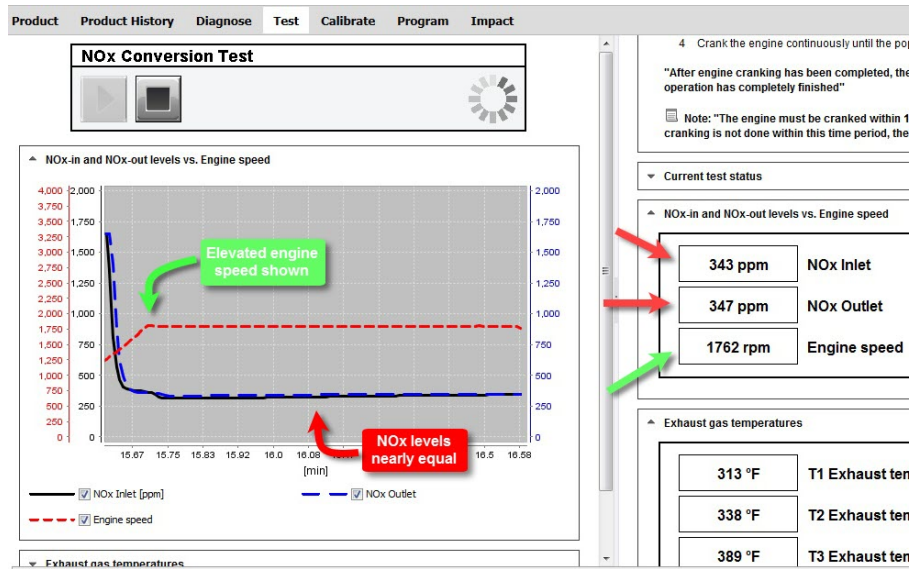 Product Product History Diagnose Test Calibrate Program Impact
NOx Conversion Test
NOx-in and NOx-out levels vs. Engine speed
4,000 2,000 2,000
3,750
3,500 1,750 1,750
3,250
3,000 1,500 1,500
2,750
2,500 1,250 1,250
2,250
2,000 1,000 1,000
1,750
1,500 750 750
1,250
1,000 500 500
750
500 250 250
250
0 0 0
Elevated engine
speed shown
NOx levels
nearly equal
15.67 15.75 15.83 15.92 16.0 16.08 16.5 16.58
[min]
NOx Inlet [ppm] NOx Outlet
Engine speed
Exhaust gas temperatures
4 Crank the engine continuously until the po
"After engine cranking has been completed, the
operation has completely finished"
Note: "The engine must be cranked within 1
cranking is not done within this time period, the
Current test status
NOx-in and NOx-out levels vs. Engine speed
343 ppm NOx Inlet
347 ppm NOx Outlet
1762 rpm Engine speed
Exhaust gas temperatures
313 °F T1 Exhaust ten
338 °F T2 Exhaust ten
389 °F T3 Exhaust ten